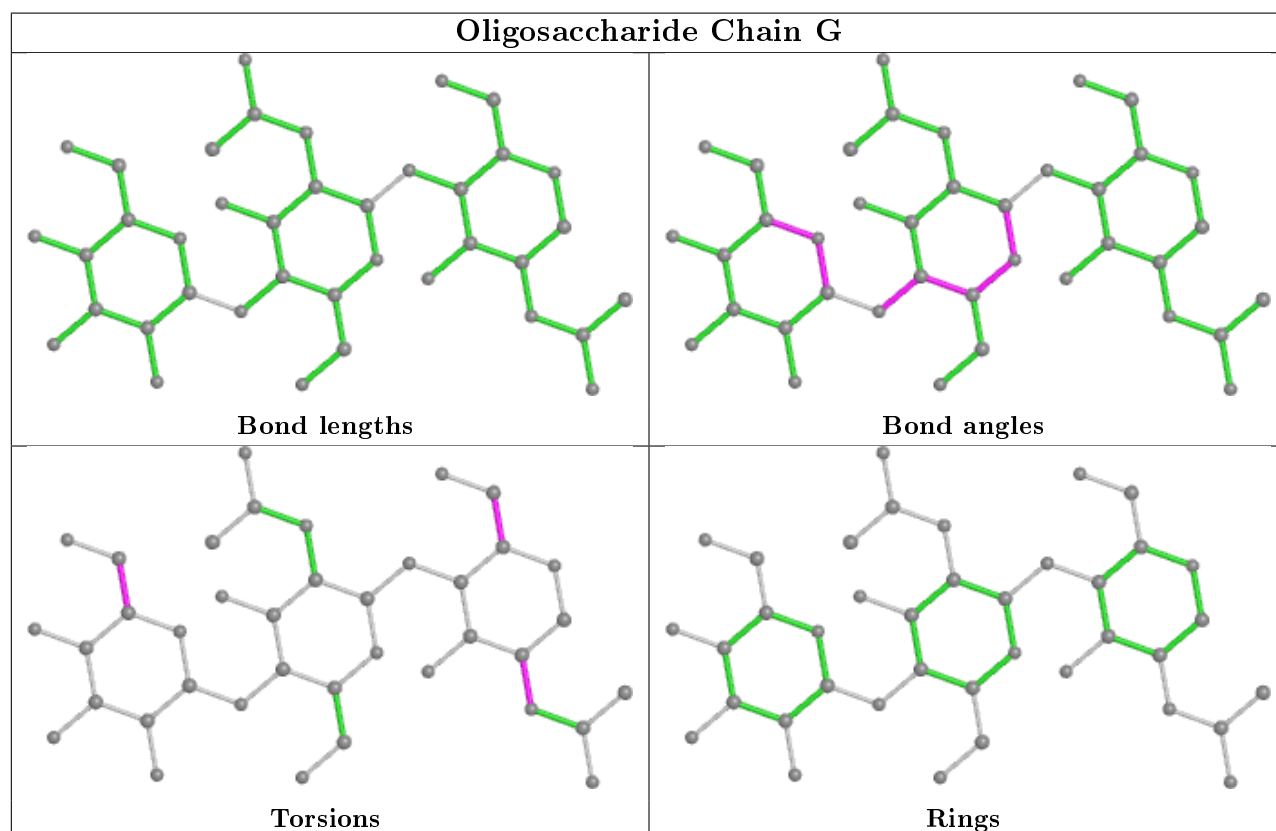 Oligosaccharide Chain G
Bond lengths
Bond angles
Torsions
Rings